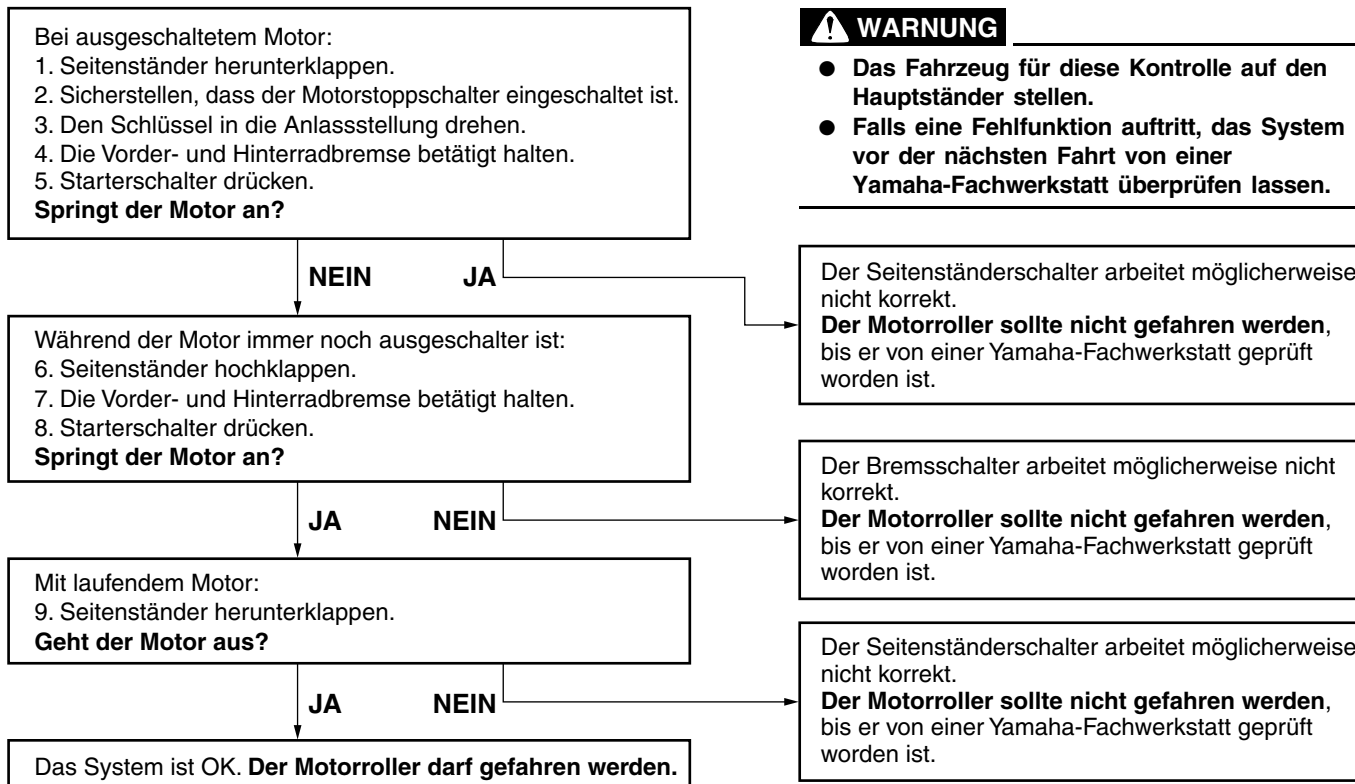 Bei ausgeschaltetem Motor:
1. Seitenständer herunterklappen.
2. Sicherstellen, dass der Motorstoppschalter eingeschaltet ist.
3. Den Schlüssel in die Anlassstellung drehen.
4. Die Vorder- und Hinterradbremse betätigt halten.
5. Starterschalter drücken.
Springt der Motor an?
WARNUNG
● Das Fahrzeug für diese Kontrolle auf den
Hauptständer stellen.
● Falls eine Fehlfunktion auftritt, das System
vor der nächsten Fahrt von einer
Yamaha-Fachwerkstatt überprüfen lassen.
NEIN JA
Der Seitenständerschalter arbeitet möglicherweise
nicht korrekt.
Der Motorroller sollte nicht gefahren werden,
bis er von einer Yamaha-Fachwerkstatt geprüft
worden ist.
Während der Motor immer noch ausgeschalter ist:
6. Seitenständer hochklappen.
7. Die Vorder- und Hinterradbremse betätigt halten.
8. Starterschalter drücken.
Springt der Motor an?
JA NEIN
Der Bremsschalter arbeitet möglicherweise nicht
korrekt.
Der Motorroller sollte nicht gefahren werden,
bis er von einer Yamaha-Fachwerkstatt geprüft
worden ist.
Mit laufendem Motor:
9. Seitenständer herunterklappen.
Geht der Motor aus?
JA NEIN
Der Seitenständerschalter arbeitet möglicherweise
nicht korrekt.
Der Motorroller sollte nicht gefahren werden,
bis er von einer Yamaha-Fachwerkstatt geprüft
worden ist.
Das System ist OK. Der Motorroller darf gefahren werden.